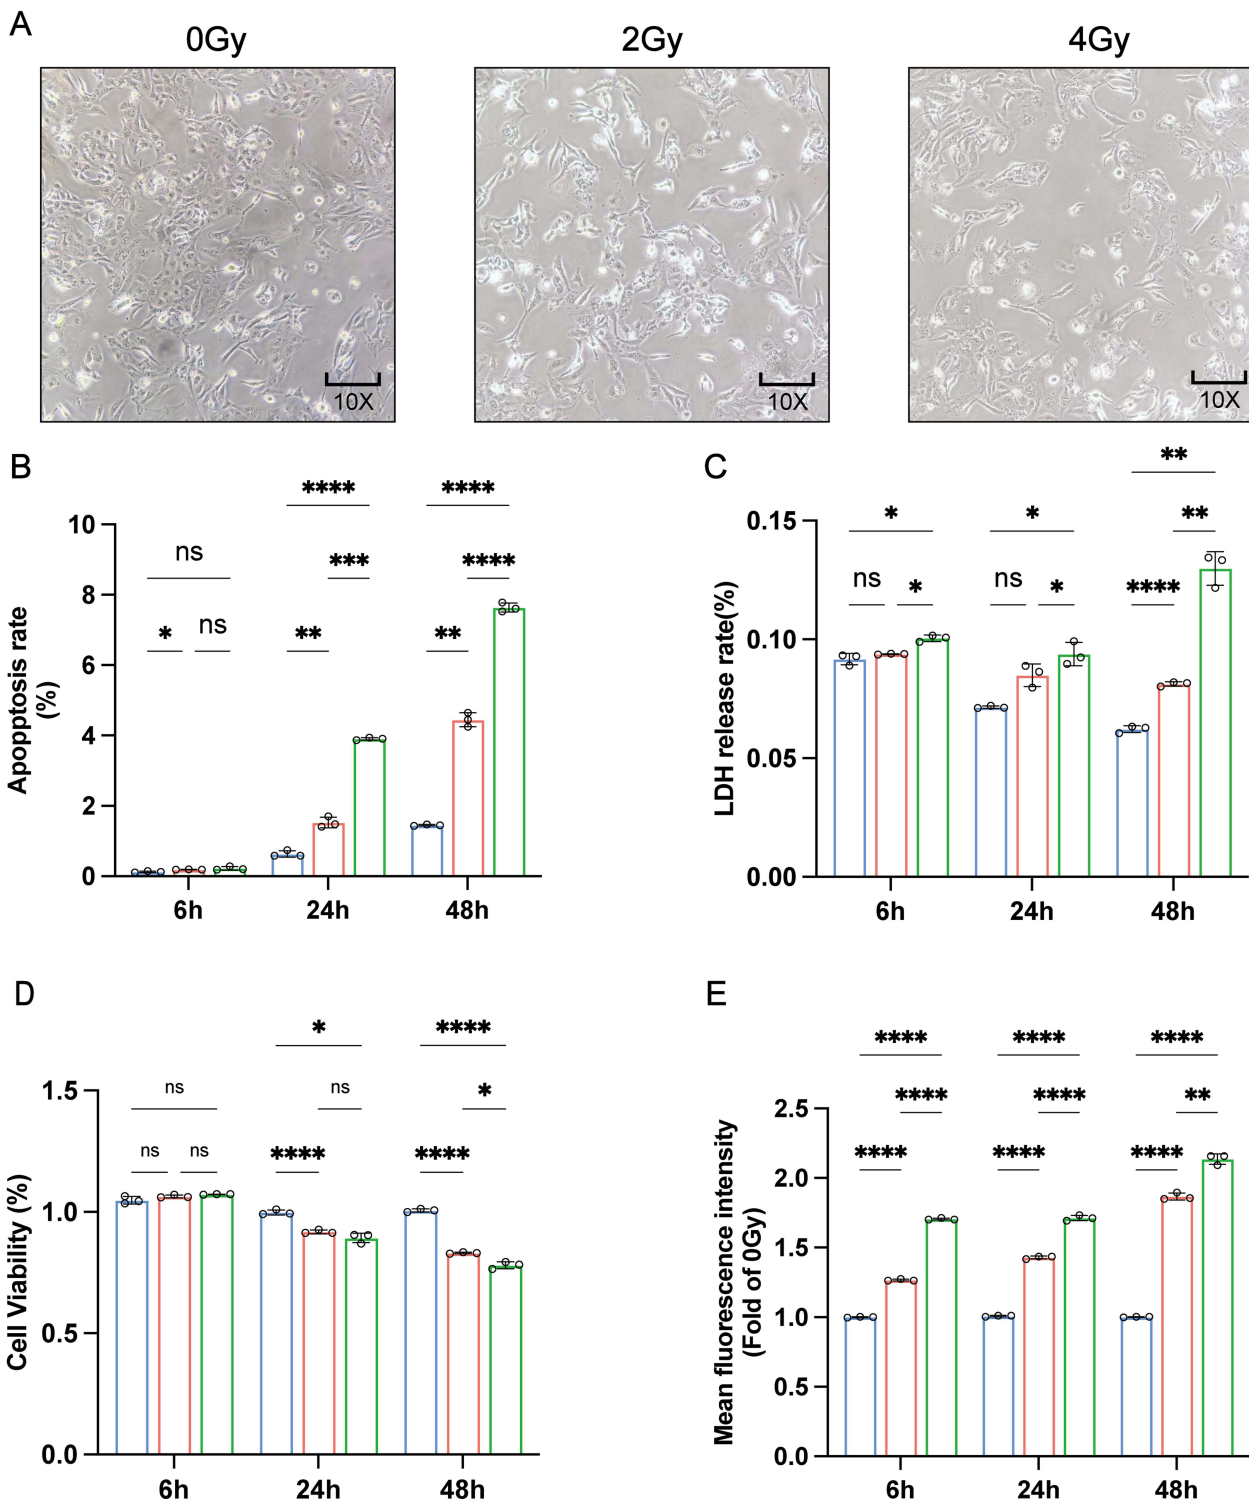 A
0Gy
2Gy
4Gy
10X
10X
10X
B
Apopptosis rate
(%)
10
8
6
4
2
0
ns
*
ns
****
***
**
****
****
**
6h
24h
48h
C
LDH release rate(%)
0.15
0.10
0.05
0.00
*
ns
*
*
ns
*
**
**
****
6h
24h
48h
D
Cell Viability (%)
1.5
1.0
0.5
0.0
ns
ns
ns
*
ns
****
****
*
****
6h
24h
48h
E
Mean fluorescence intensity
(Fold of 0Gy)
2.5
2.0
1.5
1.0
0.5
0.0
****
****
****
****
****
****
****
**
****
6h
24h
48h